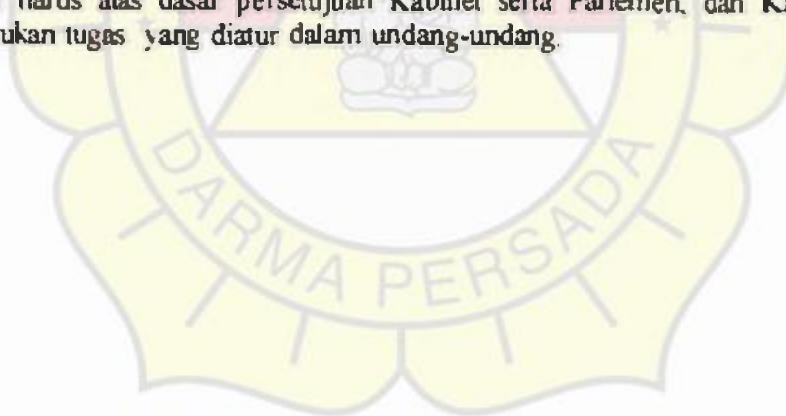 harus atas dasar persetujuan Kabinet serta Parlemen, dan
ukan tugas yang diatur dalam undang-undang.
DARMA PERSADA